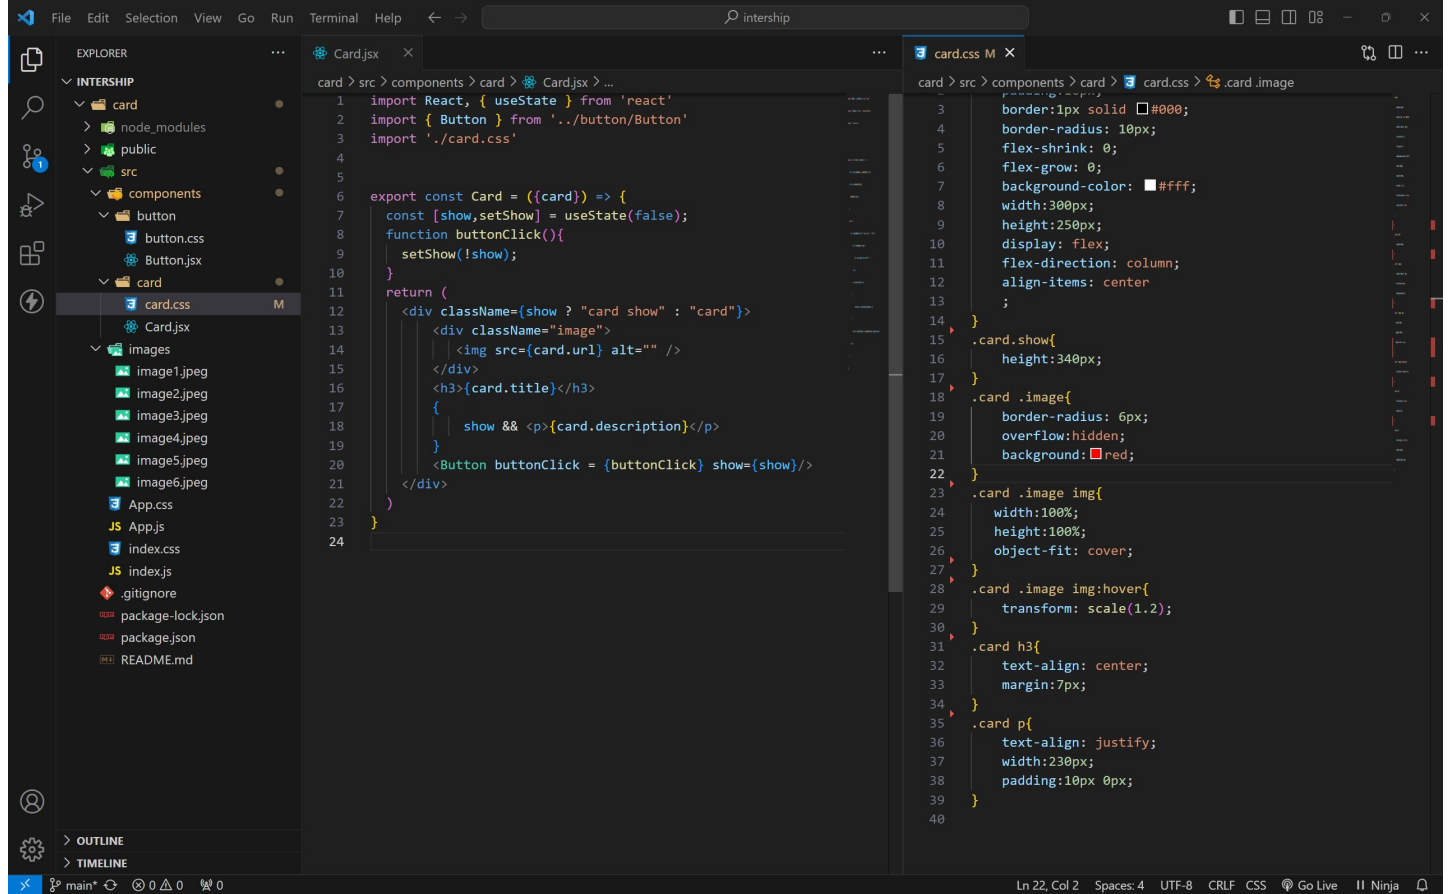 File Edit Selection View Go Run Terminal Help intership
EXPLORER
INTERSHIP
card
node_modules
public
src
components
button
button.css
Button.jsx
card
card.css M
Card.jsx
images
image1.jpeg
image2.jpeg
image3.jpeg
image4.jpeg
image5.jpeg
image6.jpeg
App.css
JS App.js
index.css
JS index.js
.gitignore
package-lock.json
package.json
README.md
OUTLINE
TIMELINE
Card.jsx
card > src > components > card > Card.jsx > ...
1 import React, { useState } from 'react'
2 import { Button } from '../button/Button'
3 import './card.css'
4
5
6 export const Card = ({card}) => {
7 const [show,setShow] = useState(false);
8 function buttonClick(){
9 setShow(!show);
10 }
11 return (
12 <div className={show ? "card show" : "card"}>
13 <div className="image">
14 <img src={card.url} alt="" />
15 </div>
16 <h3>{card.title}</h3>
17 {
18 show && <p>{card.description}</p>
19 }
20 <Button buttonClick = {buttonClick} show={show}/>
21 </div>
22 )
23 }
24
card.css M
card > src > components > card > card.css > .card .image
3 border:1px solid #000;
4 border-radius: 10px;
5 flex-shrink: 0;
6 flex-grow: 0;
7 background-color: #fff;
8 width:300px;
9 height:250px;
10 display: flex;
11 flex-direction: column;
12 align-items: center
13 ;
14 }
15 .card.show{
16 height:340px;
17 }
18 .card .image{
19 border-radius: 6px;
20 overflow:hidden;
21 background: red;
22 }
23 .card .image img{
24 width:100%;
25 height:100%;
26 object-fit: cover;
27 }
28 .card .image img:hover{
29 transform: scale(1.2);
30 }
31 .card h3{
32 text-align: center;
33 margin:7px;
34 }
35 .card p{
36 text-align: justify;
37 width:230px;
38 padding:10px 0px;
39 }
40
1
main* 0 0 0 Ln 22, Col 2 Spaces: 4 UTF-8 CRLF CSS Go Live Ninja